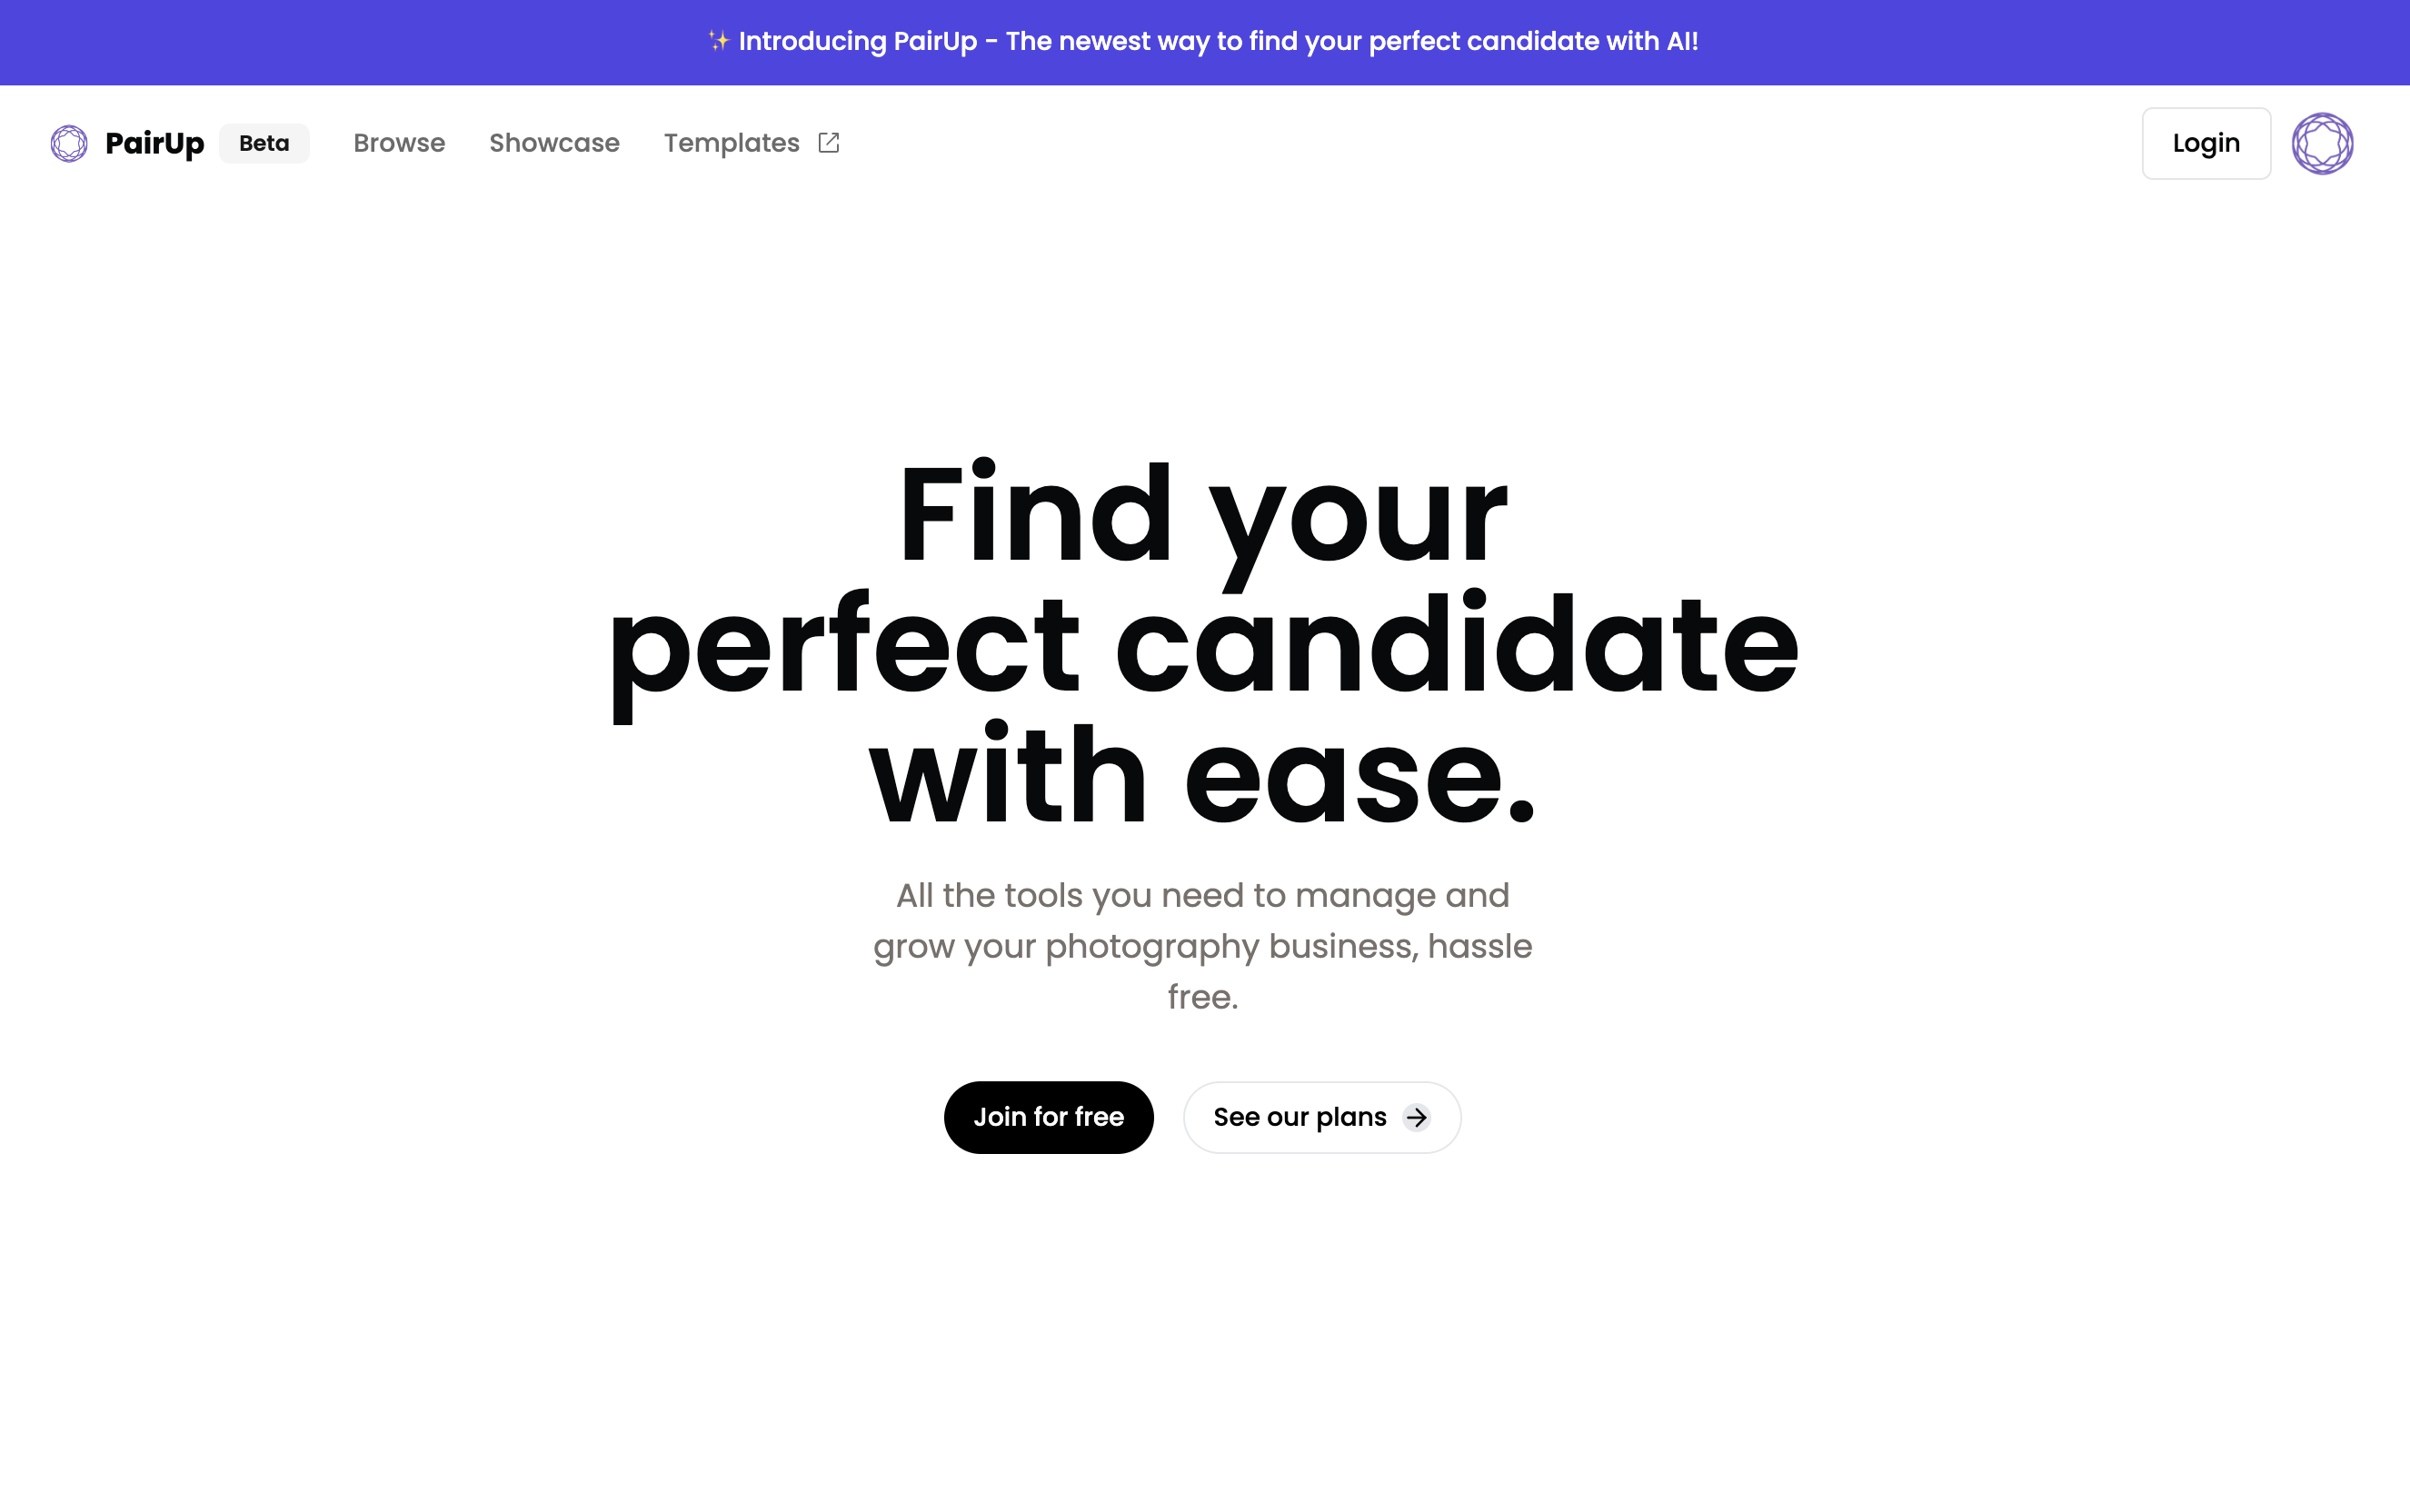 ✨ Introducing PairUp - The newest way to find your perfect candidate with AI!
PairUp Beta Browse Showcase Templates Login
Find your
perfect candidate
with ease.
All the tools you need to manage and
grow your photography business, hassle
free.
Join for free See our plans